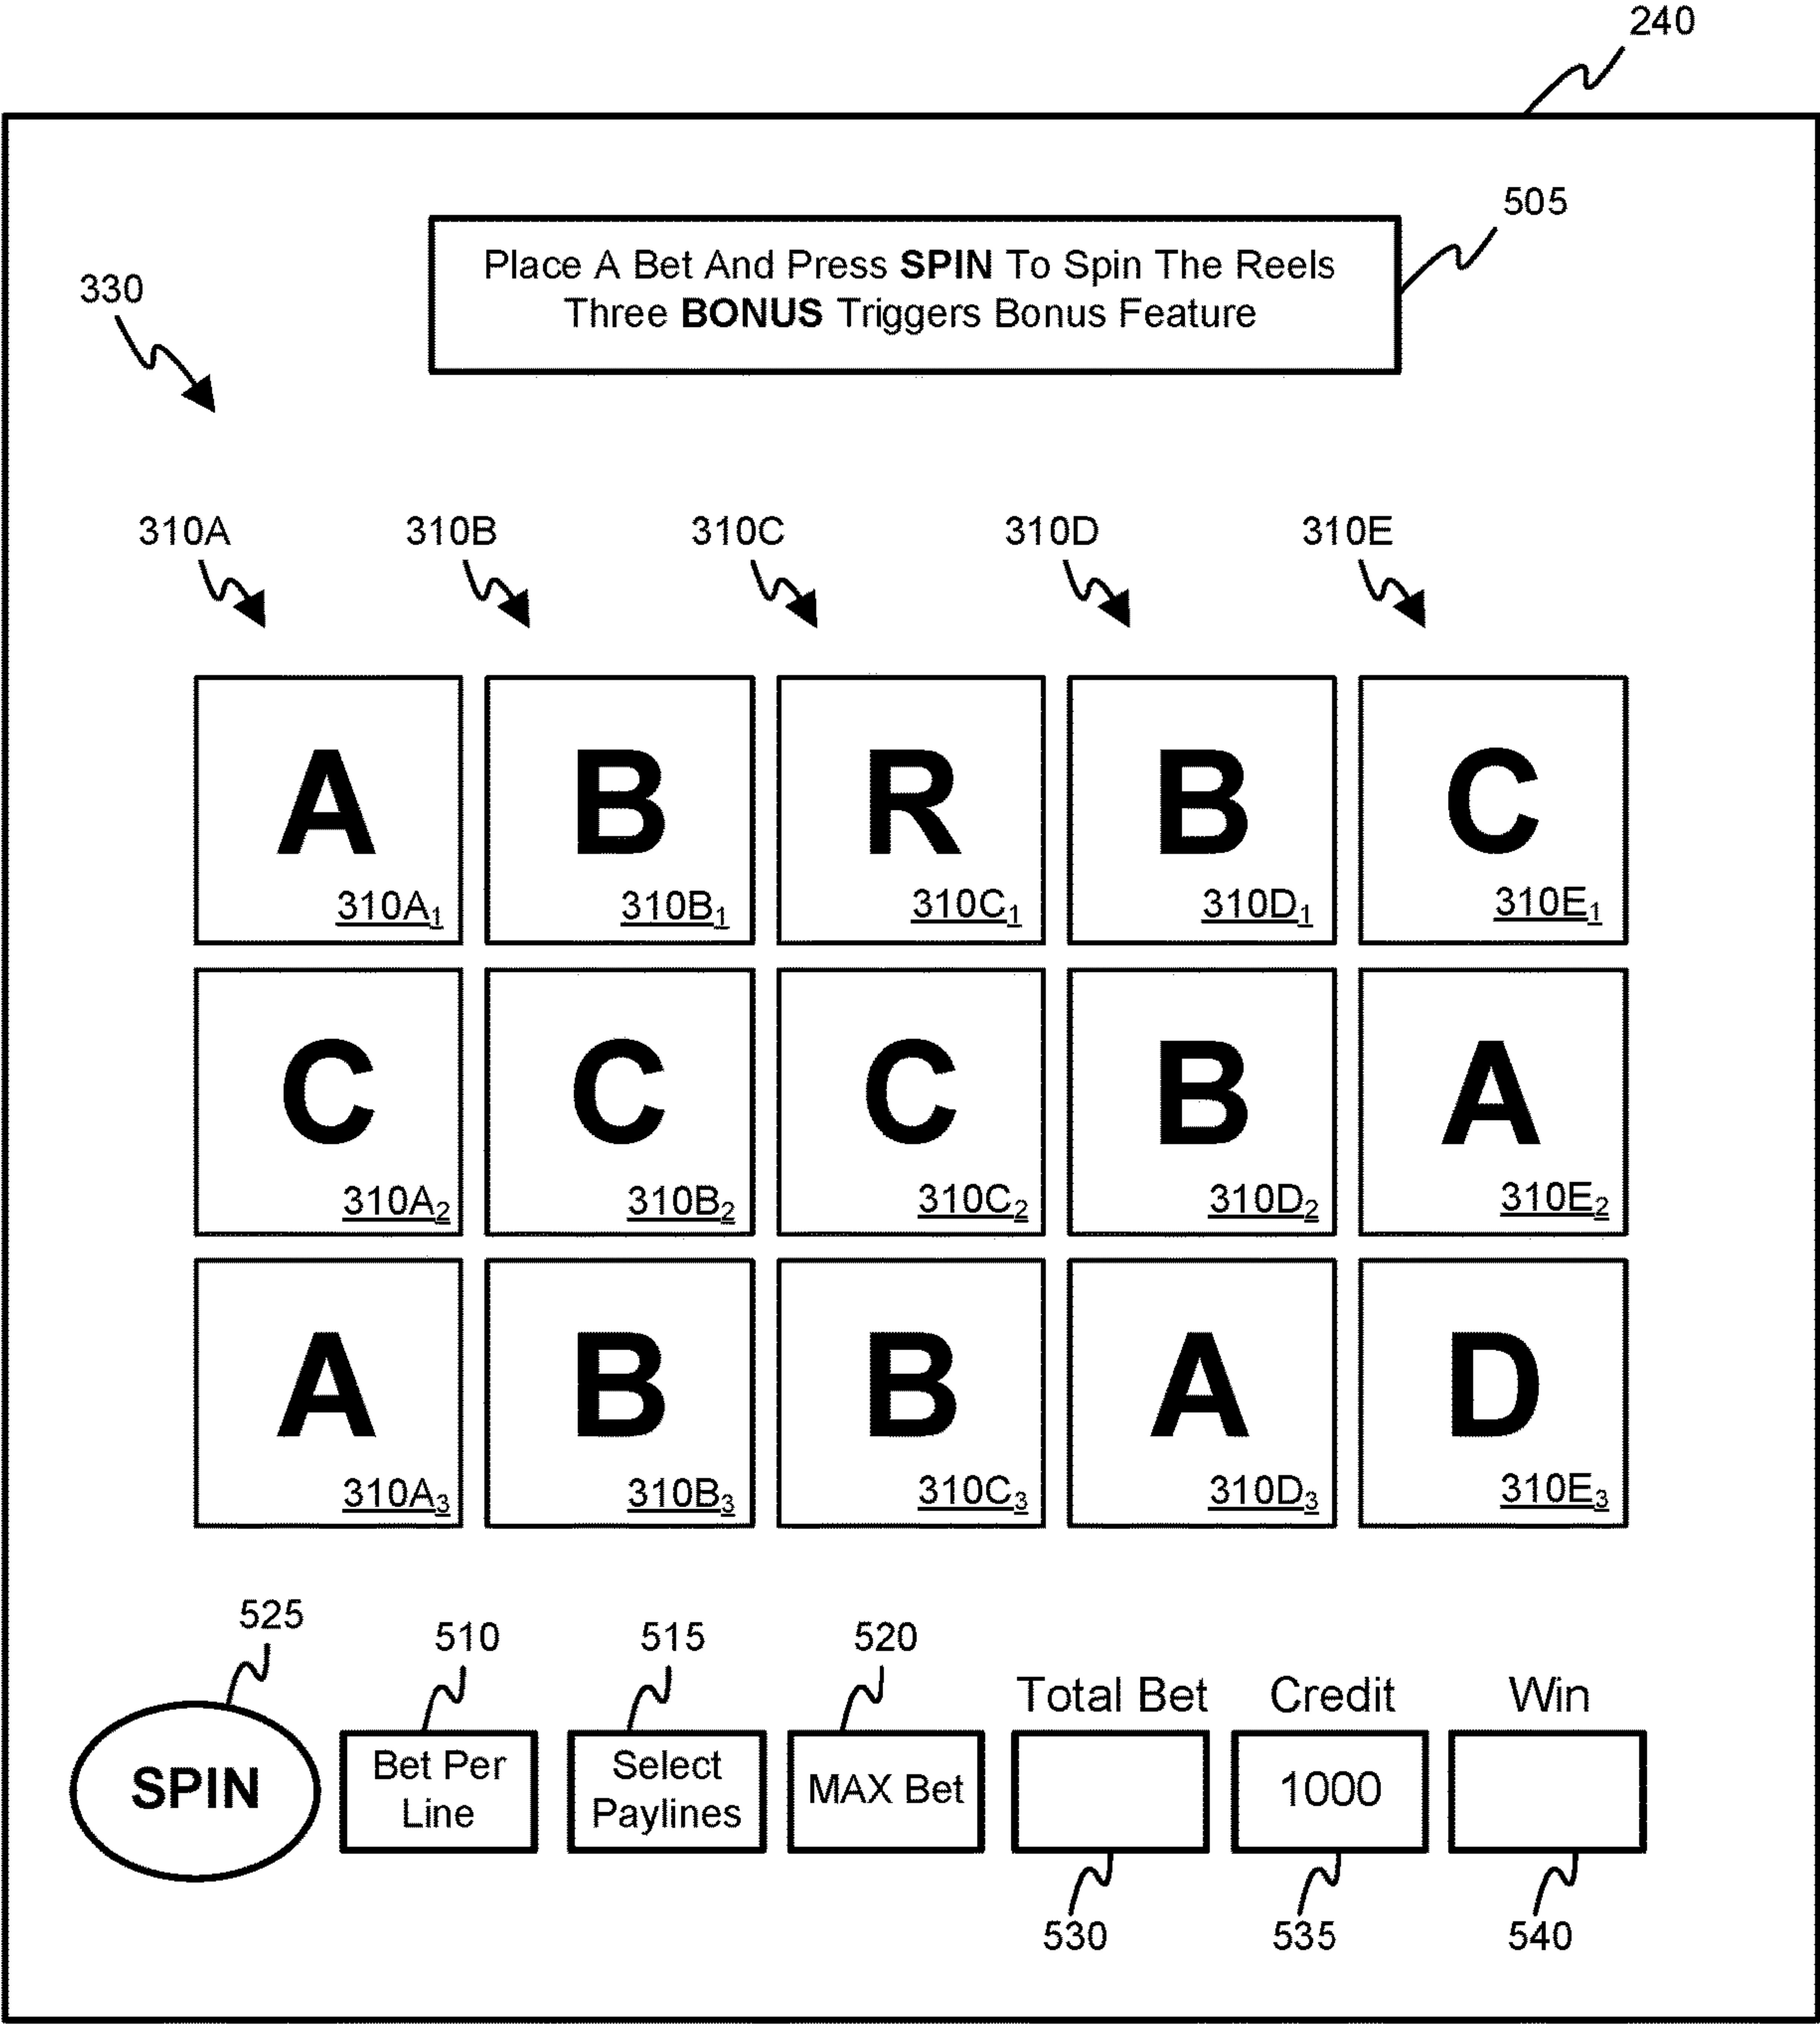 240
505
Place A Bet And Press SPIN To Spin The Reels
Three BONUS Triggers Bonus Feature
330
310A 310B 310C 310D 310E
A B R B C
310A1 310B1 310C1 310D1 310E1
C C C B A
310A2 310B2 310C2 310D2 310E2
A B B A D
310A3 310B3 310C3 310D3 310E3
525 510 515 520
Total Bet Credit Win
SPIN
Bet Per
Line
Select
Paylines
MAX Bet
1000
530 535 540